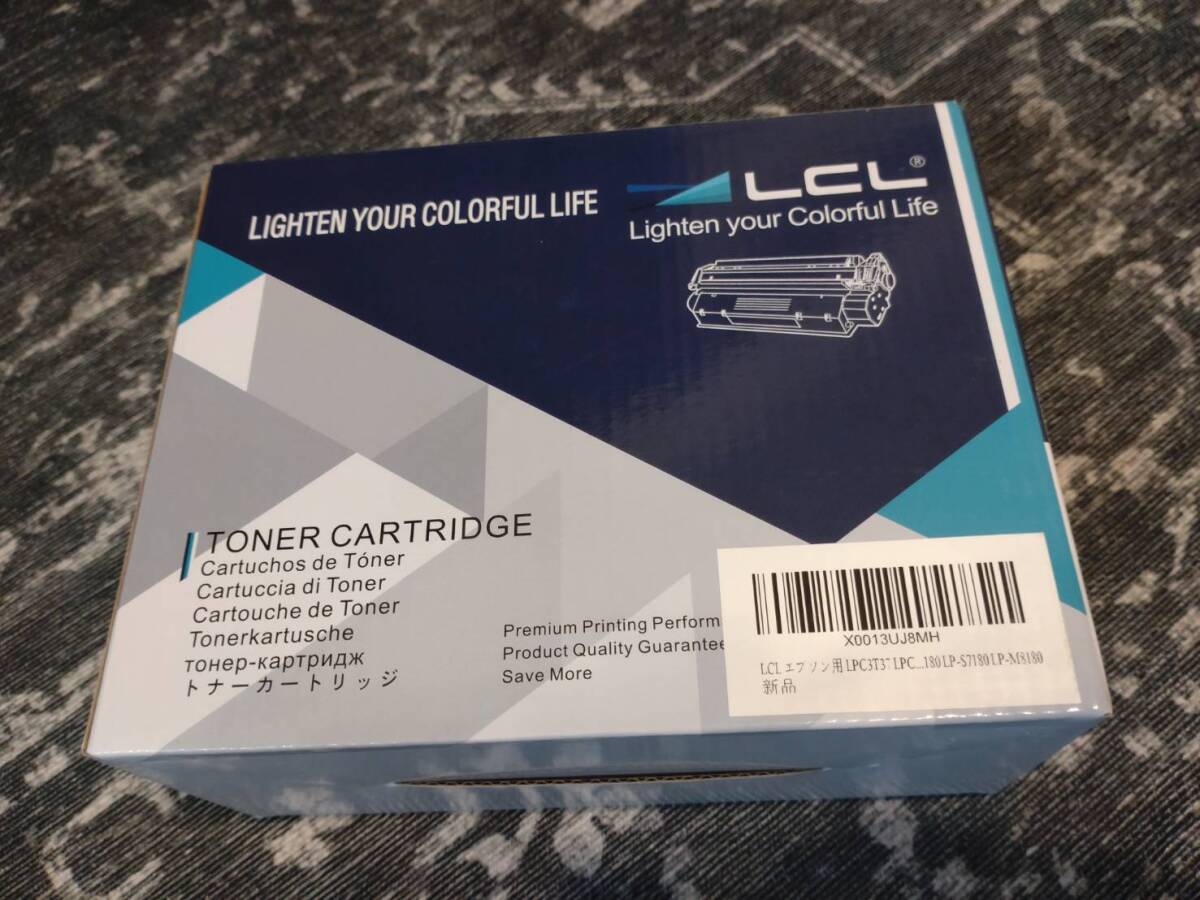 LIGHTEN YOUR COLORFUL LIFE
LCL®
Lighten your Colorful Life
TONER CARTRIDGE
Cartuchos de Tóner
Cartuccia di Toner
Cartouche de Toner
Tonerkartusche
тонер-картридж
トナーカートリッジ
Premium Printing Perform
Product Quality Guarantee
Save More
X0013UJ8MH
LCL エプソン用 LPC3T37 LPC...180 LP-S7180 LP-M8180
新品